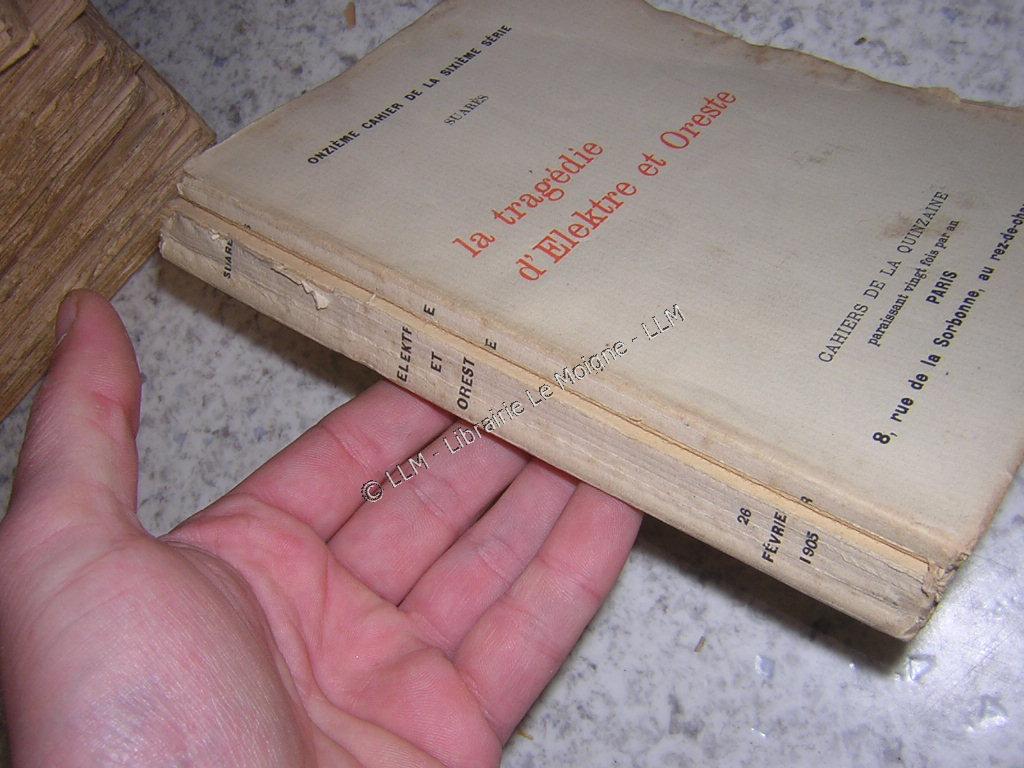 ONZIÈME CAHIER DE LA SIXIÈME SÉRIE
SUARÈS
la tragédie
d'Elektre et Oreste
CAHIERS DE LA QUINZAINE
paraissant vingt fois par an
PARIS
8, rue de la Sorbonne, au rez-de-cha
SUARÈS
ELEKTRE
ET
ORESTE
26
FÉVRIER
1905
© LLM - Librairie Le Moigne - LLM